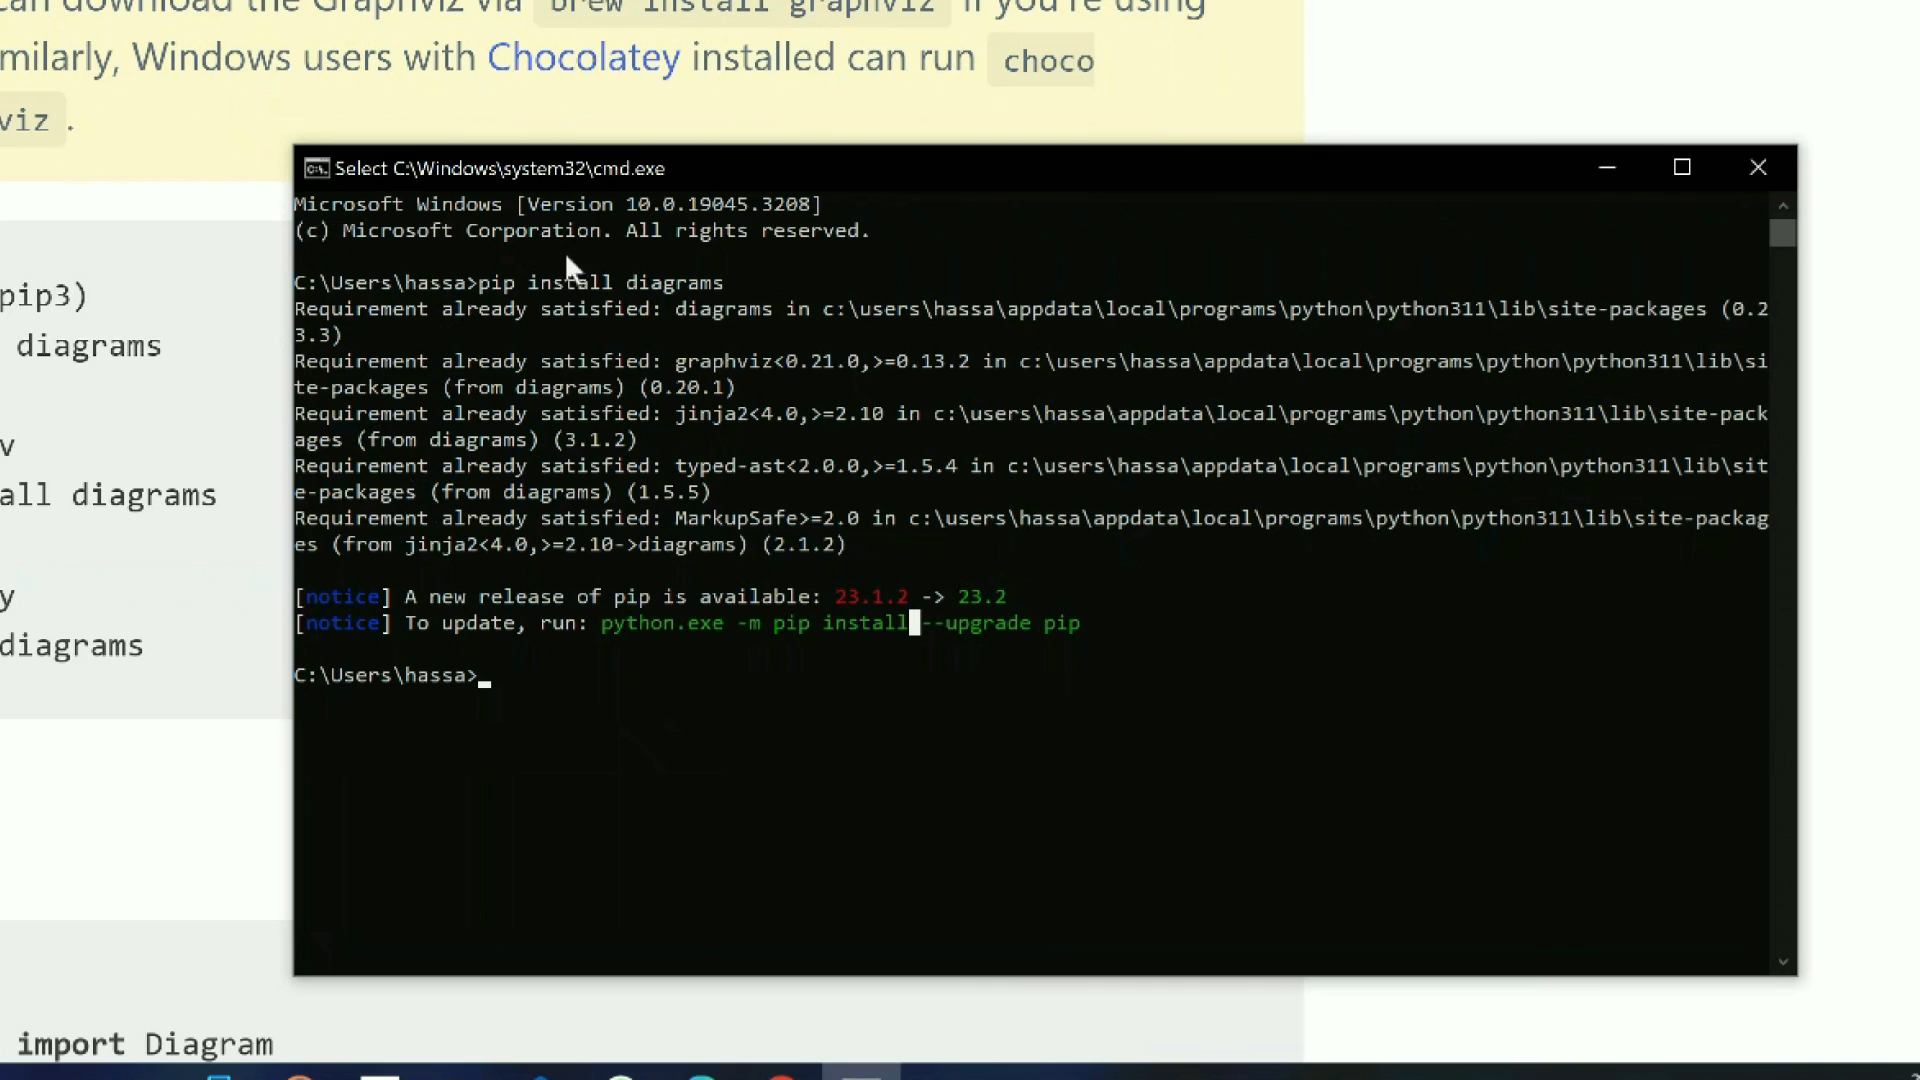 can download the Graphviz via brew install graphviz if you're using
milarly, Windows users with Chocolatey installed can run choco
viz .
Select C:\Windows\system32\cmd.exe
Microsoft Windows [Version 10.0.19045.3208]
(c) Microsoft Corporation. All rights reserved.
C:\Users\hassa>pip install diagrams
Requirement already satisfied: diagrams in c:\users\hassa\appdata\local\programs\python\python311\lib\site-packages (0.2
3.3)
Requirement already satisfied: graphviz<0.21.0,>=0.13.2 in c:\users\hassa\appdata\local\programs\python\python311\lib\si
te-packages (from diagrams) (0.20.1)
Requirement already satisfied: jinja2<4.0,>=2.10 in c:\users\hassa\appdata\local\programs\python\python311\lib\site-pack
ages (from diagrams) (3.1.2)
Requirement already satisfied: typed-ast<2.0.0,>=1.5.4 in c:\users\hassa\appdata\local\programs\python\python311\lib\sit
e-packages (from diagrams) (1.5.5)
Requirement already satisfied: MarkupSafe>=2.0 in c:\users\hassa\appdata\local\programs\python\python311\lib\site-packag
es (from jinja2<4.0,>=2.10->diagrams) (2.1.2)
[notice] A new release of pip is available: 23.1.2 -> 23.2
[notice] To update, run: python.exe -m pip install --upgrade pip
C:\Users\hassa>
pip3)
diagrams
v
all diagrams
y
diagrams
import Diagram